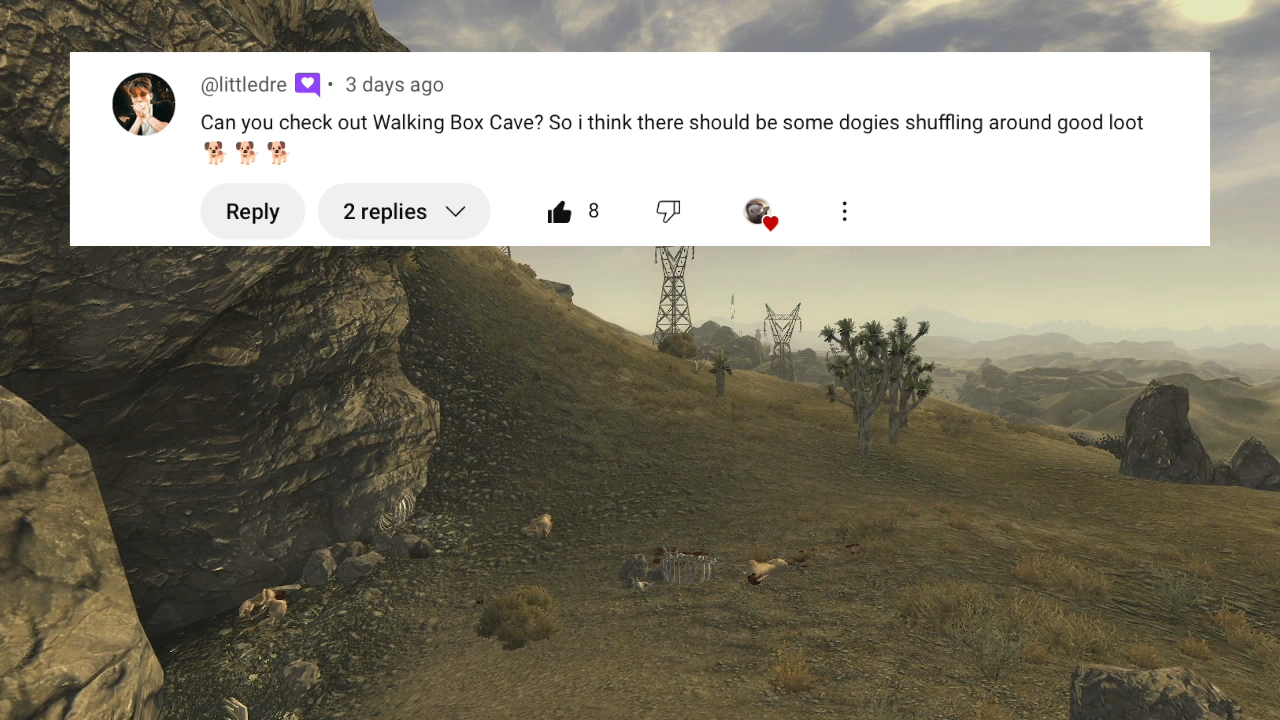 @littledre • 3 days ago
Can you check out Walking Box Cave? So i think there should be some dogies shuffling around good loot
🐕 🐕 🐕
Reply 2 replies 8